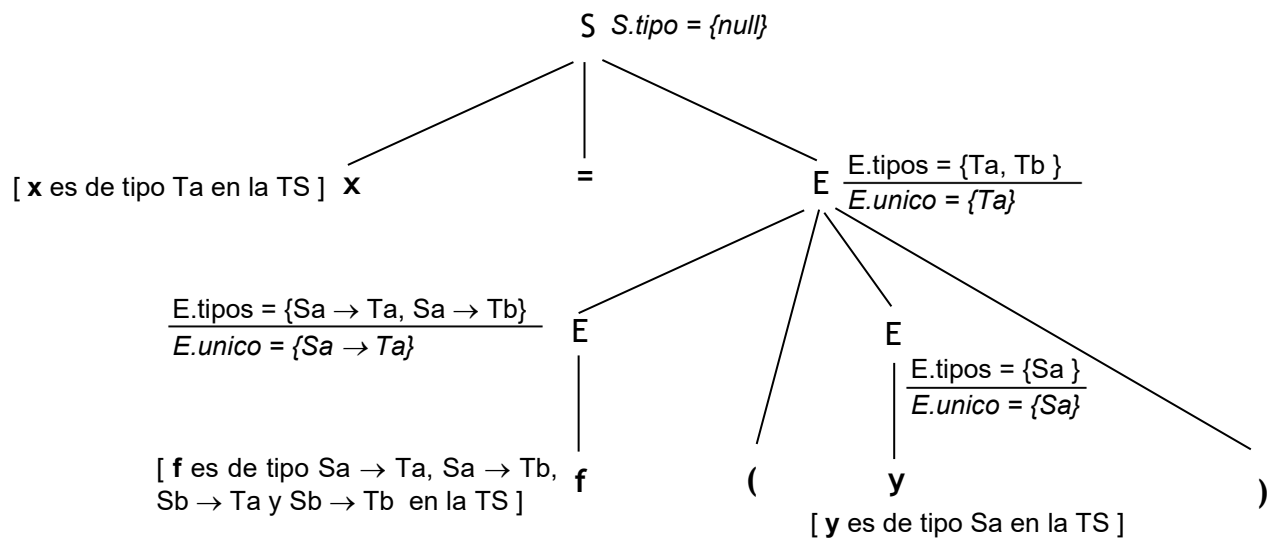 S S.tipo = {null}
[ x es de tipo Ta en la TS ] x = E E.tipos = {Ta, Tb }
E.unico = {Ta}
E.tipos = {Sa → Ta, Sa → Tb} E E
E.unico = {Sa → Ta}
E.tipos = {Sa }
E.unico = {Sa}
[ f es de tipo Sa → Ta, Sa → Tb, f ( y )
Sb → Ta y Sb → Tb en la TS ]
[ y es de tipo Sa en la TS ]